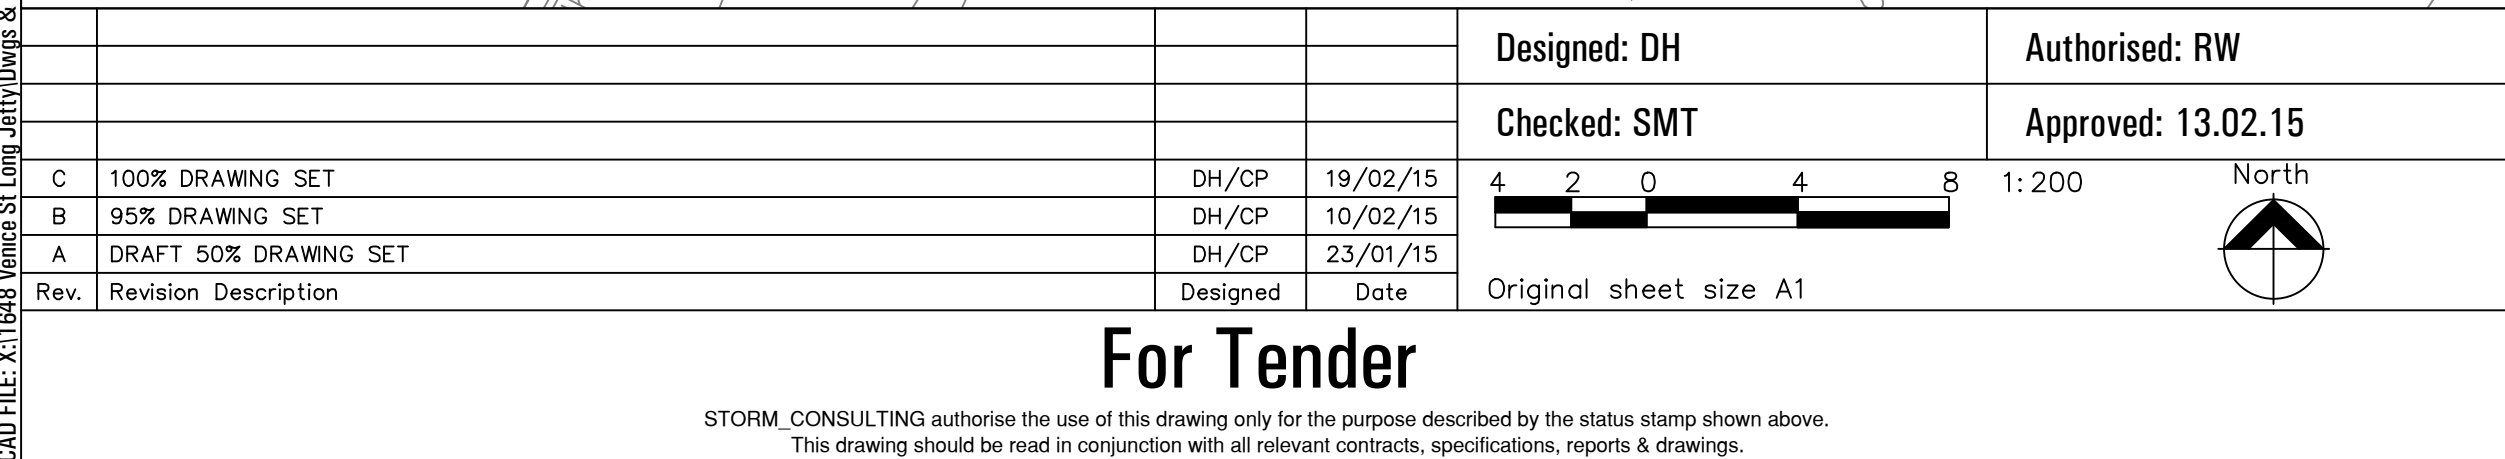 CAD FILE: X:\1648 Venice St Long Jetty\Dwgs &
Designed: DH
Authorised: RW
Checked: SMT
Approved: 13.02.15
C 100% DRAWING SET DH/CP 19/02/15
B 95% DRAWING SET DH/CP 10/02/15
A DRAFT 50% DRAWING SET DH/CP 23/01/15
Rev. Revision Description Designed Date
4 2 0 4 8 1:200
North
Original sheet size A1
For Tender
STORM_CONSULTING authorise the use of this drawing only for the purpose described by the status stamp shown above.
This drawing should be read in conjunction with all relevant contracts, specifications, reports & drawings.